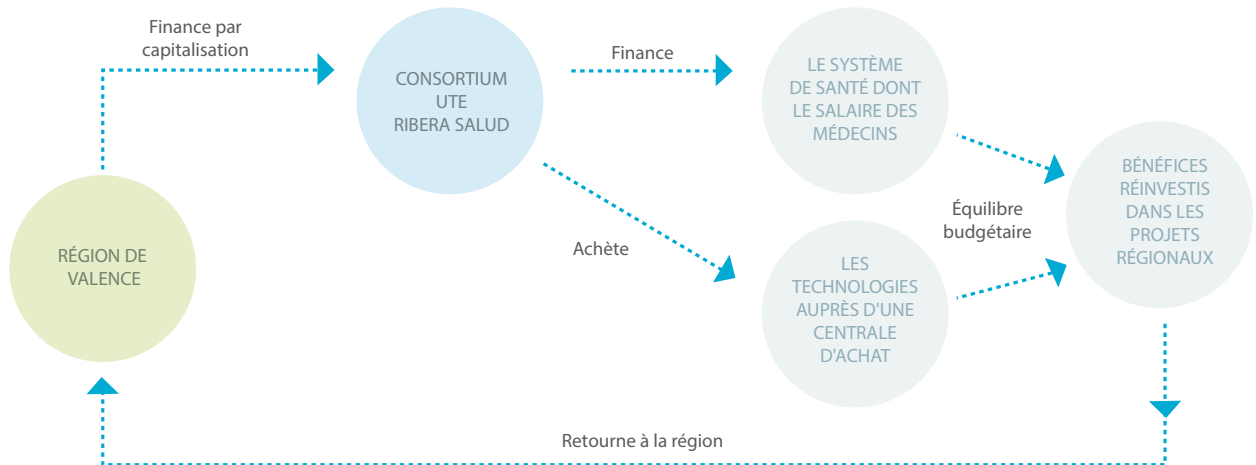 Finance par
capitalisation
Finance
CONSORTIUM
UTE
RIBERA SALUD
LE SYSTÈME
DE SANTÉ DONT
LE SALAIRE DES
MÉDECINS
RÉGION DE
VALENCE
Achète
LES
TECHNOLOGIES
AUPRÈS D'UNE
CENTRALE
D'ACHAT
Équilibre
budgétaire
BÉNÉFICES
RÉINVESTIS
DANS LES
PROJETS
RÉGIONAUX
Retourne à la région